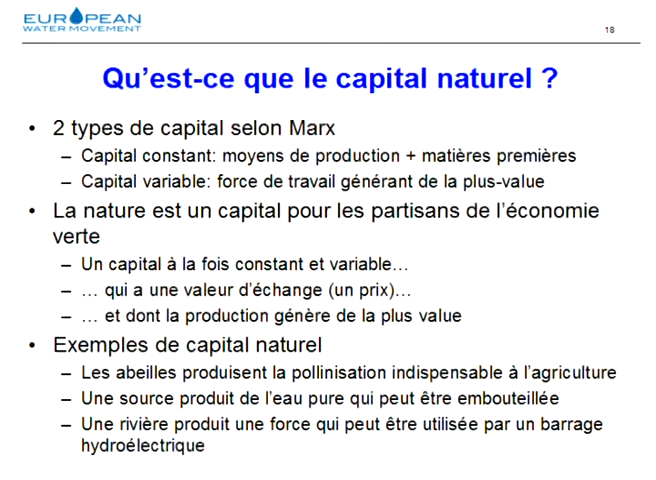 EUROPEAN
WATER MOVEMENT
18
Qu'est-ce que le capital naturel ?
• 2 types de capital selon Marx
– Capital constant: moyens de production + matières premières
– Capital variable: force de travail générant de la plus-value
• La nature est un capital pour les partisans de l'économie
verte
– Un capital à la fois constant et variable…
– … qui a une valeur d'échange (un prix)…
– … et dont la production génère de la plus value
• Exemples de capital naturel
– Les abeilles produisent la pollinisation indispensable à l'agriculture
– Une source produit de l'eau pure qui peut être embouteillée
– Une rivière produit une force qui peut être utilisée par un barrage
hydroélectrique